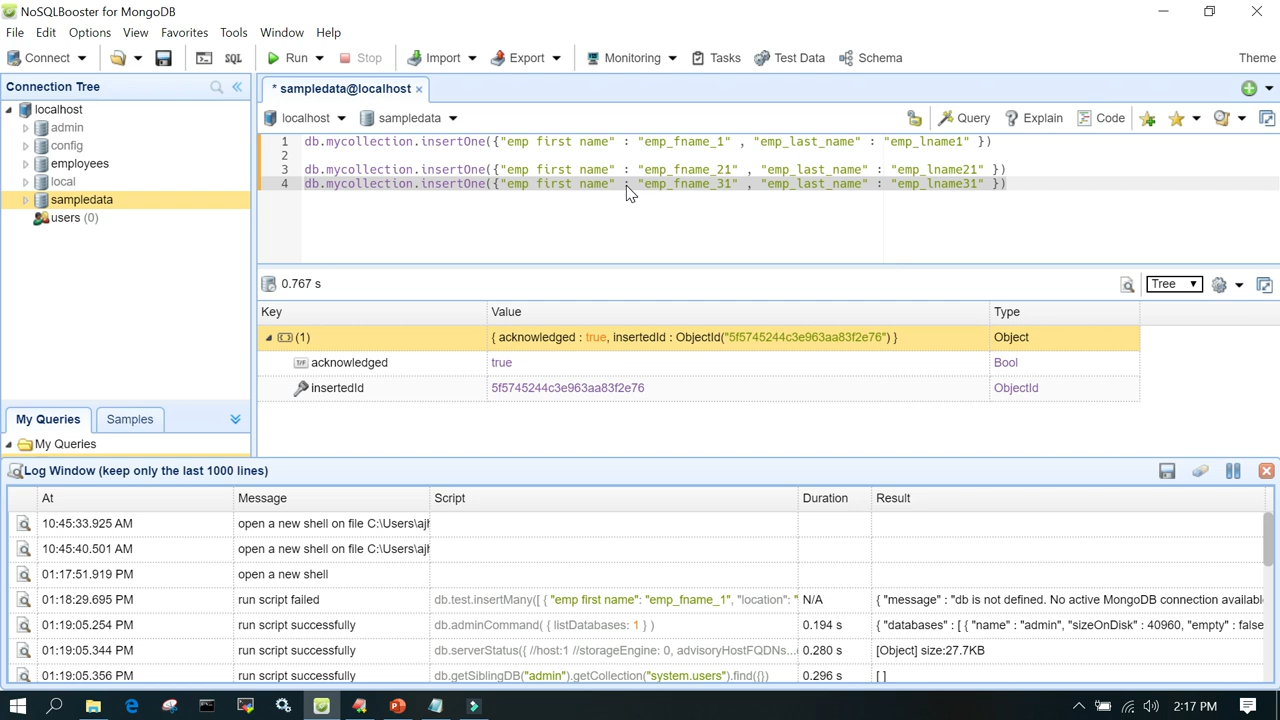 NoSQLBooster for MongoDB
File Edit Options View Favorites Tools Window Help
Connect SQL Run Stop Import Export Monitoring Tasks Test Data Schema Theme
Connection Tree
* sampledata@localhost ×
localhost
admin
config
employees
local
sampledata
users (0)
localhost sampledata Query Explain Code
1 db.mycollection.insertOne({"emp first name" : "emp_fname_1" , "emp_last_name" : "emp_lname1" })
2
3 db.mycollection.insertOne({"emp first name" : "emp_fname_21" , "emp_last_name" : "emp_lname21" })
4 db.mycollection.insertOne({"emp first name" : "emp_fname_31" , "emp_last_name" : "emp_lname31" })
0.767 s Tree
Key Value Type
(1) { acknowledged : true, insertedId : ObjectId("5f5745244c3e963aa83f2e76") } Object
T/F acknowledged true Bool
insertedId 5f5745244c3e963aa83f2e76 ObjectId
My Queries Samples
My Queries
Log Window (keep only the last 1000 lines)
At Message Script Duration Result
10:45:33.925 AM open a new shell on file C:\Users\ajh
10:45:40.501 AM open a new shell on file C:\Users\ajh
01:17:51.919 PM open a new shell
01:18:29.695 PM run script failed db.test.insertMany([ { "emp first name": "emp_fname_1", "location": " N/A { "message" : "db is not defined. No active MongoDB connection availabl
01:19:05.254 PM run script successfully db.adminCommand( { listDatabases: 1 } ) 0.194 s { "databases" : [ { "name" : "admin", "sizeOnDisk" : 40960, "empty" : false
01:19:05.344 PM run script successfully db.serverStatus({ //host:1 //storageEngine: 0, advisoryHostFQDNs... 0.280 s [Object] size:27.7KB
01:19:05.356 PM run script successfully db.getSiblingDB("admin").getCollection("system.users").find({}) 0.296 s [ ]
2:17 PM